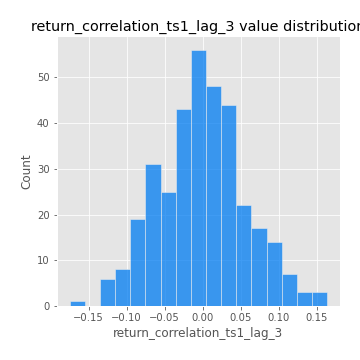 return_correlation_ts1_lag_3 value distribution
50
40
30
20
10
0
Count
−0.15 −0.10 −0.05 0.00 0.05 0.10 0.15
return_correlation_ts1_lag_3